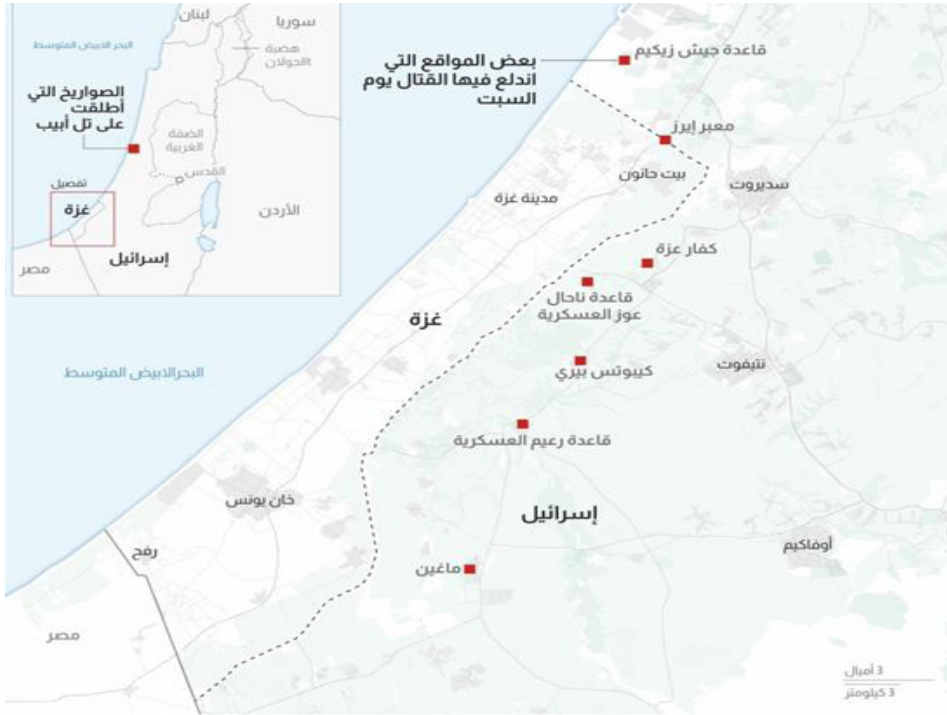 لبنان
سوريا
البحر الابيض المتوسط
هضبة
الجولان
الصواريخ التي
أطلقت
على تل أبيب
الضفة
الغربية
القدس
تفصيل
غزة
الأردن
إسرائيل
مصر
بعض المواقع التي
اندلع فيها القتال يوم
السبت
قاعدة جيش زيكيم
معبر إيرز
بيت حانون
سديروت
مدينة غزة
كفار عزة
قاعدة ناحال
عوز العسكرية
غزة
البحرالابيض المتوسط
كيبوتس بيري
نتيفوت
قاعدة رعيم العسكرية
خان يونس
إسرائيل
أوفاكيم
رفح
ماغين
مصر
3 أميال
3 كيلومتر